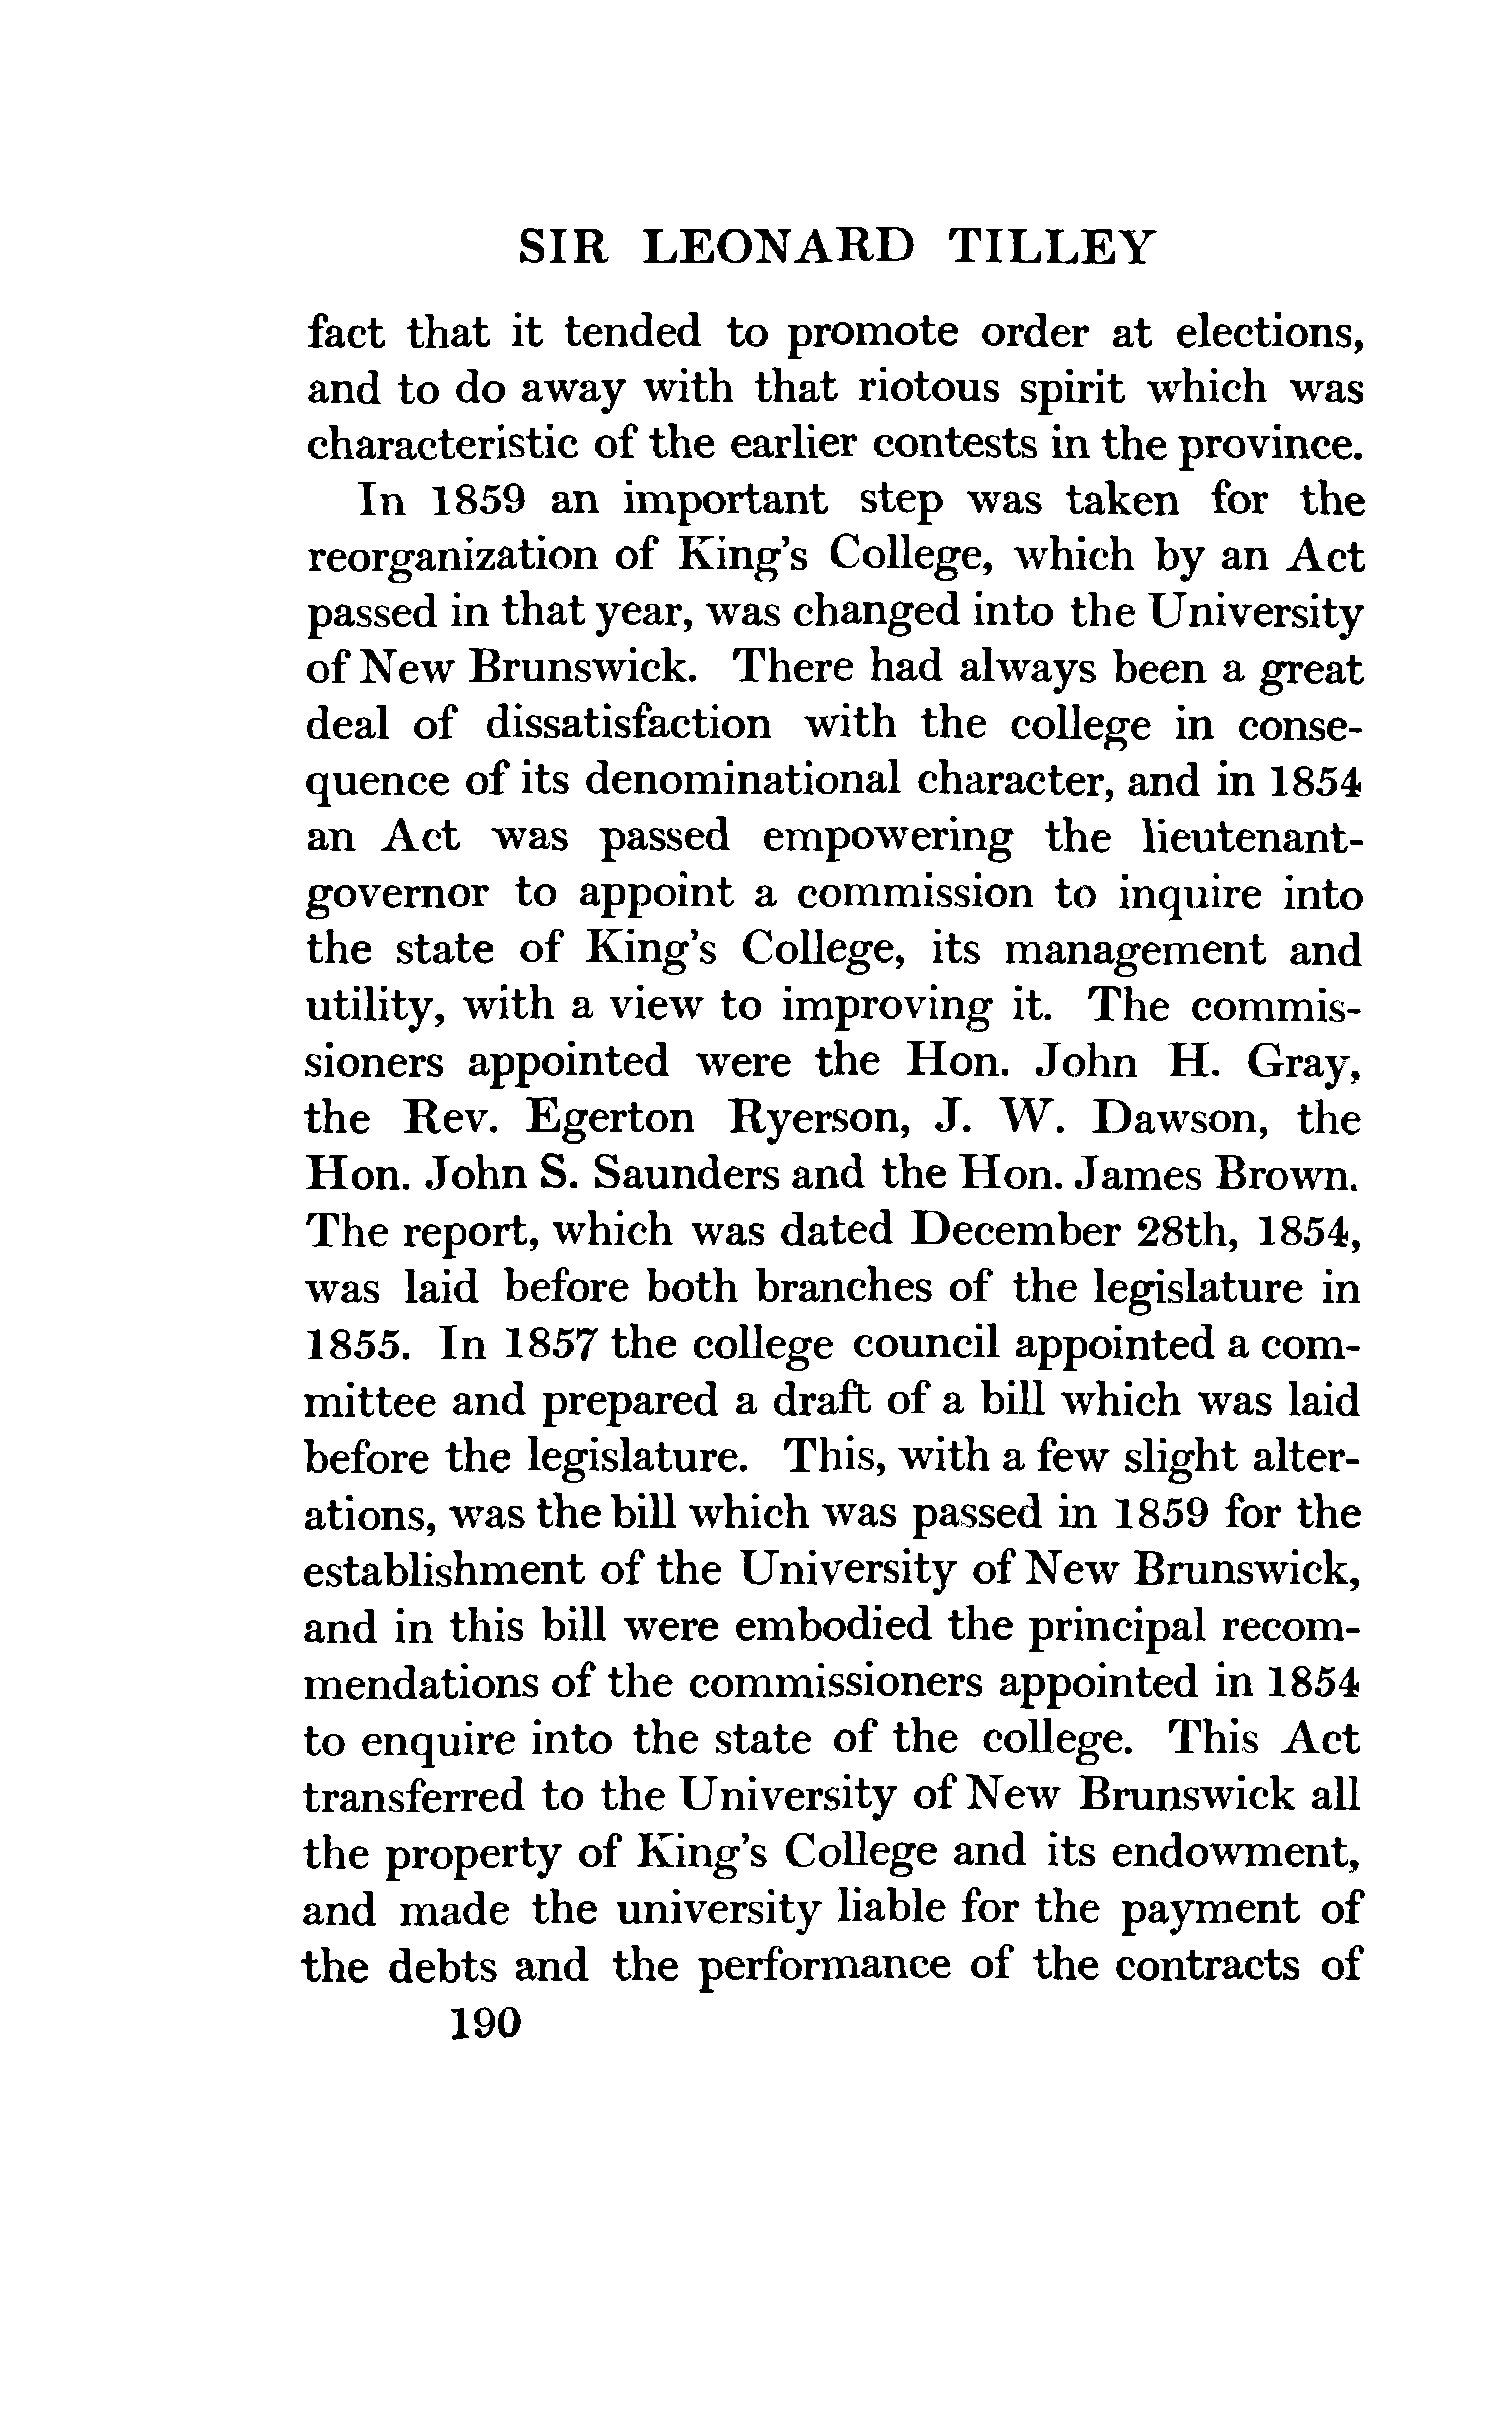 SIR LEONARD TILLEY
fact that it tended to promote order at elections,
and to do away with that riotous spirit which was
characteristic of the earlier contests in the province.
In 1859 an important step was taken for the
reorganization of King's College, which by an Act
passed in that year, was changed into the University
of New Brunswick. There had always been a great
deal of dissatisfaction with the college in conse-
quence of its denominational character, and in 1854
an Act was passed empowering the lieutenant-
governor to appoint a commission to inquire into
the state of King's College, its management and
utility, with a view to improving it. The commis-
sioners appointed were the Hon. John H. Gray,
the Rev. Egerton Ryerson, J. W. Dawson, the
Hon. John S. Saunders and the Hon. James Brown.
The report, which was dated December 28th, 1854,
was laid before both branches of the legislature in
1855. In 1857 the college council appointed a com-
mittee and prepared a draft of a bill which was laid
before the legislature. This, with a few slight alter-
ations, was the bill which was passed in 1859 for the
establishment of the University of New Brunswick,
and in this bill were embodied the principal recom-
mendations of the commissioners appointed in 1854
to enquire into the state of the college. This Act
transferred to the University of New Brunswick all
the property of King's College and its endowment,
and made the university liable for the payment of
the debts and the performance of the contracts of
190